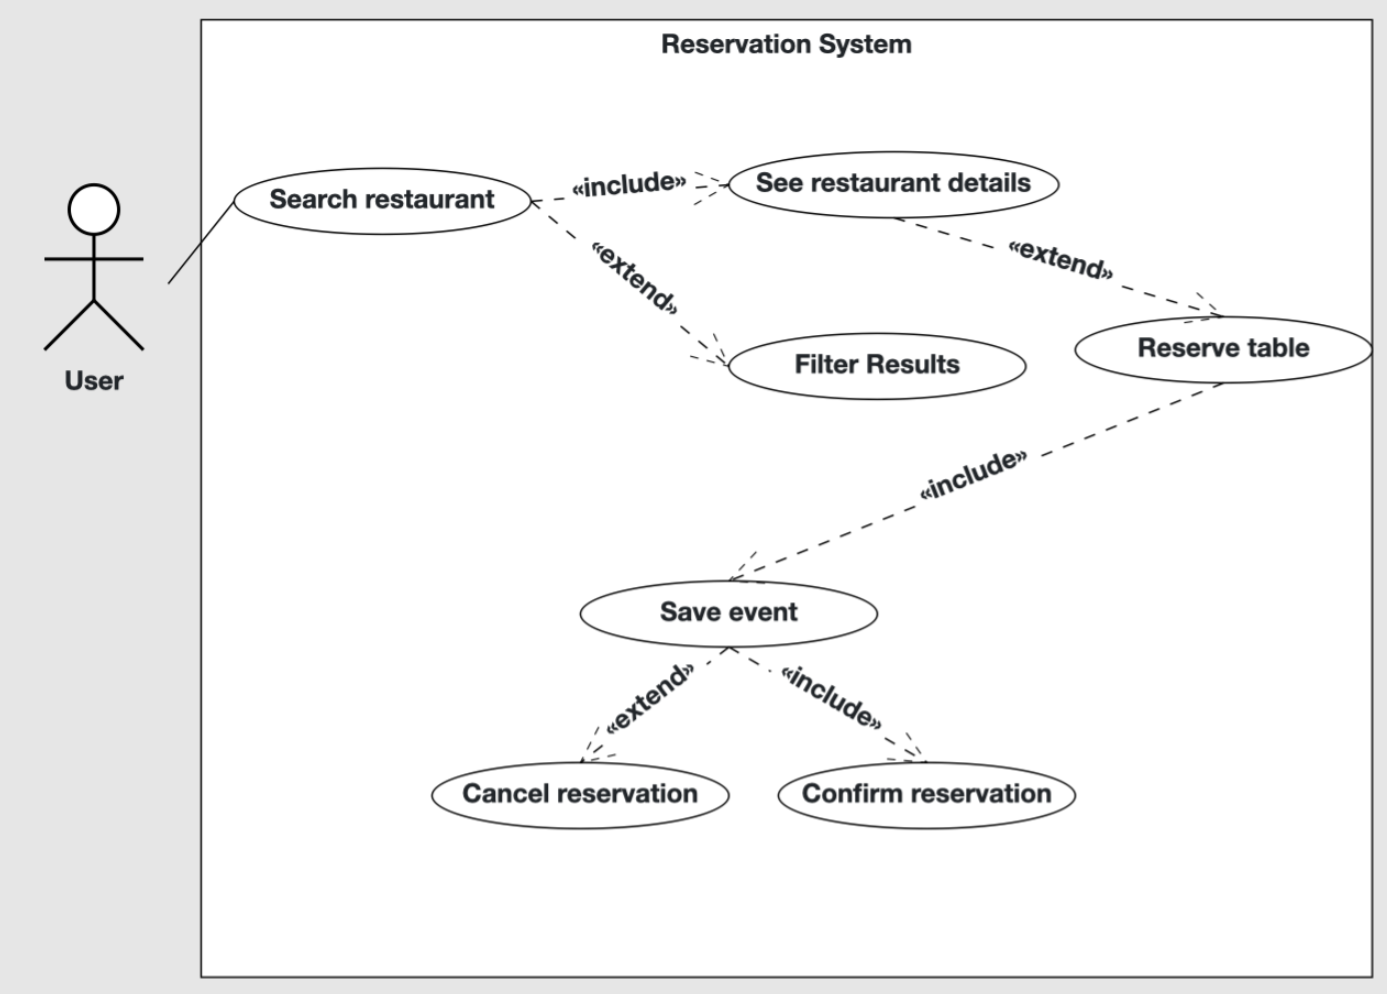 Reservation System
Search restaurant
«include»
See restaurant details
«extend»
«extend»
Filter Results
Reserve table
User
«include»
Save event
«extend»
«include»
Cancel reservation
Confirm reservation